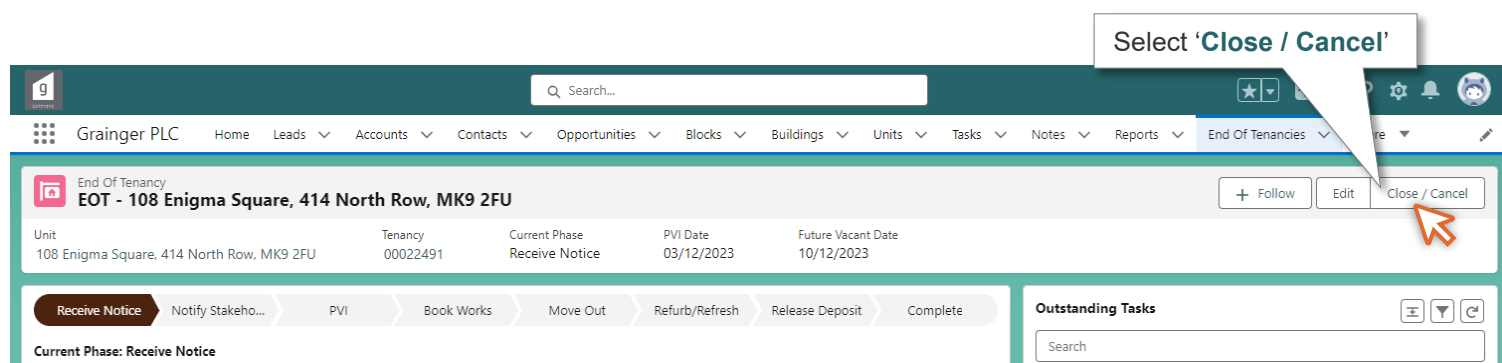 Select ‘Close / Cancel’
g
Search...
Grainger PLC Home Leads Accounts Contacts Opportunities Blocks Buildings Units Tasks Notes Reports End Of Tenancies
End Of Tenancy
EOT - 108 Enigma Square, 414 North Row, MK9 2FU
+ Follow Edit Close / Cancel
Unit Tenancy Current Phase PVI Date Future Vacant Date
108 Enigma Square, 414 North Row, MK9 2FU 00022491 Receive Notice 03/12/2023 10/12/2023
Receive Notice Notify Stakeho... PVI Book Works Move Out Refurb/Refresh Release Deposit Complete
Outstanding Tasks
Current Phase: Receive Notice
Search